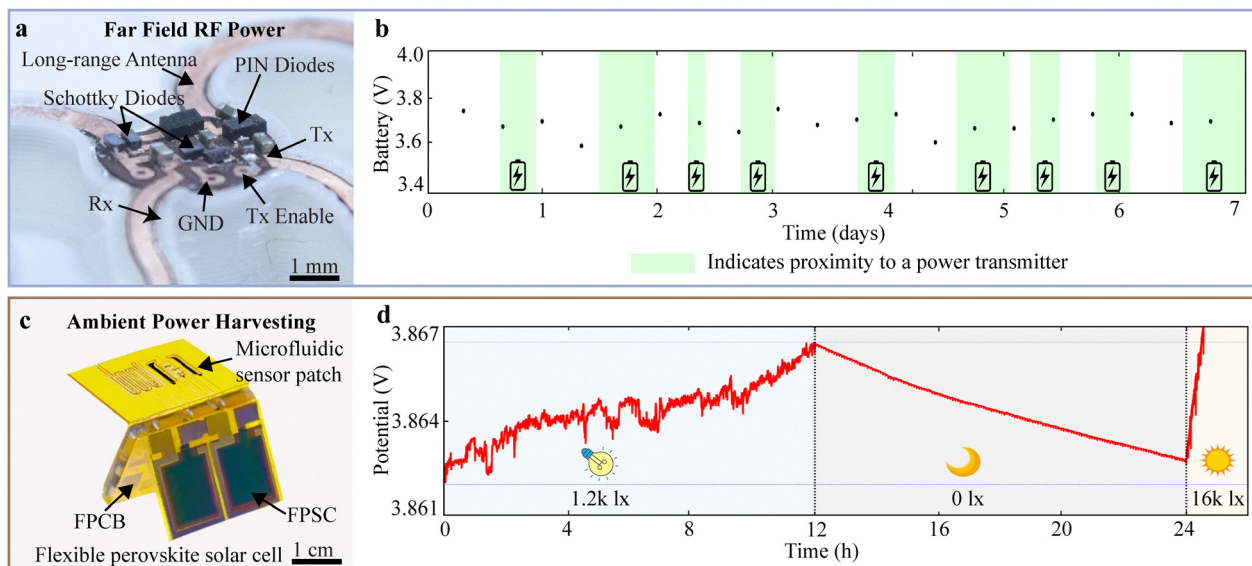 a
Far Field RF Power
Long-range Antenna
PIN Diodes
Schottky Diodes
Tx
Rx
GND
Tx Enable
1 mm
b
4.0
3.8
3.6
3.4
Battery (V)
0 1 2 3 4 5 6 7
Time (days)
Indicates proximity to a power transmitter
c
Ambient Power Harvesting
Microfluidic
sensor patch
FPCB
FPSC
Flexible perovskite solar cell
1 cm
d
3.867
3.864
3.861
Potential (V)
1.2k lx
0 lx
16k lx
0 4 8 12 16 20 24
Time (h)